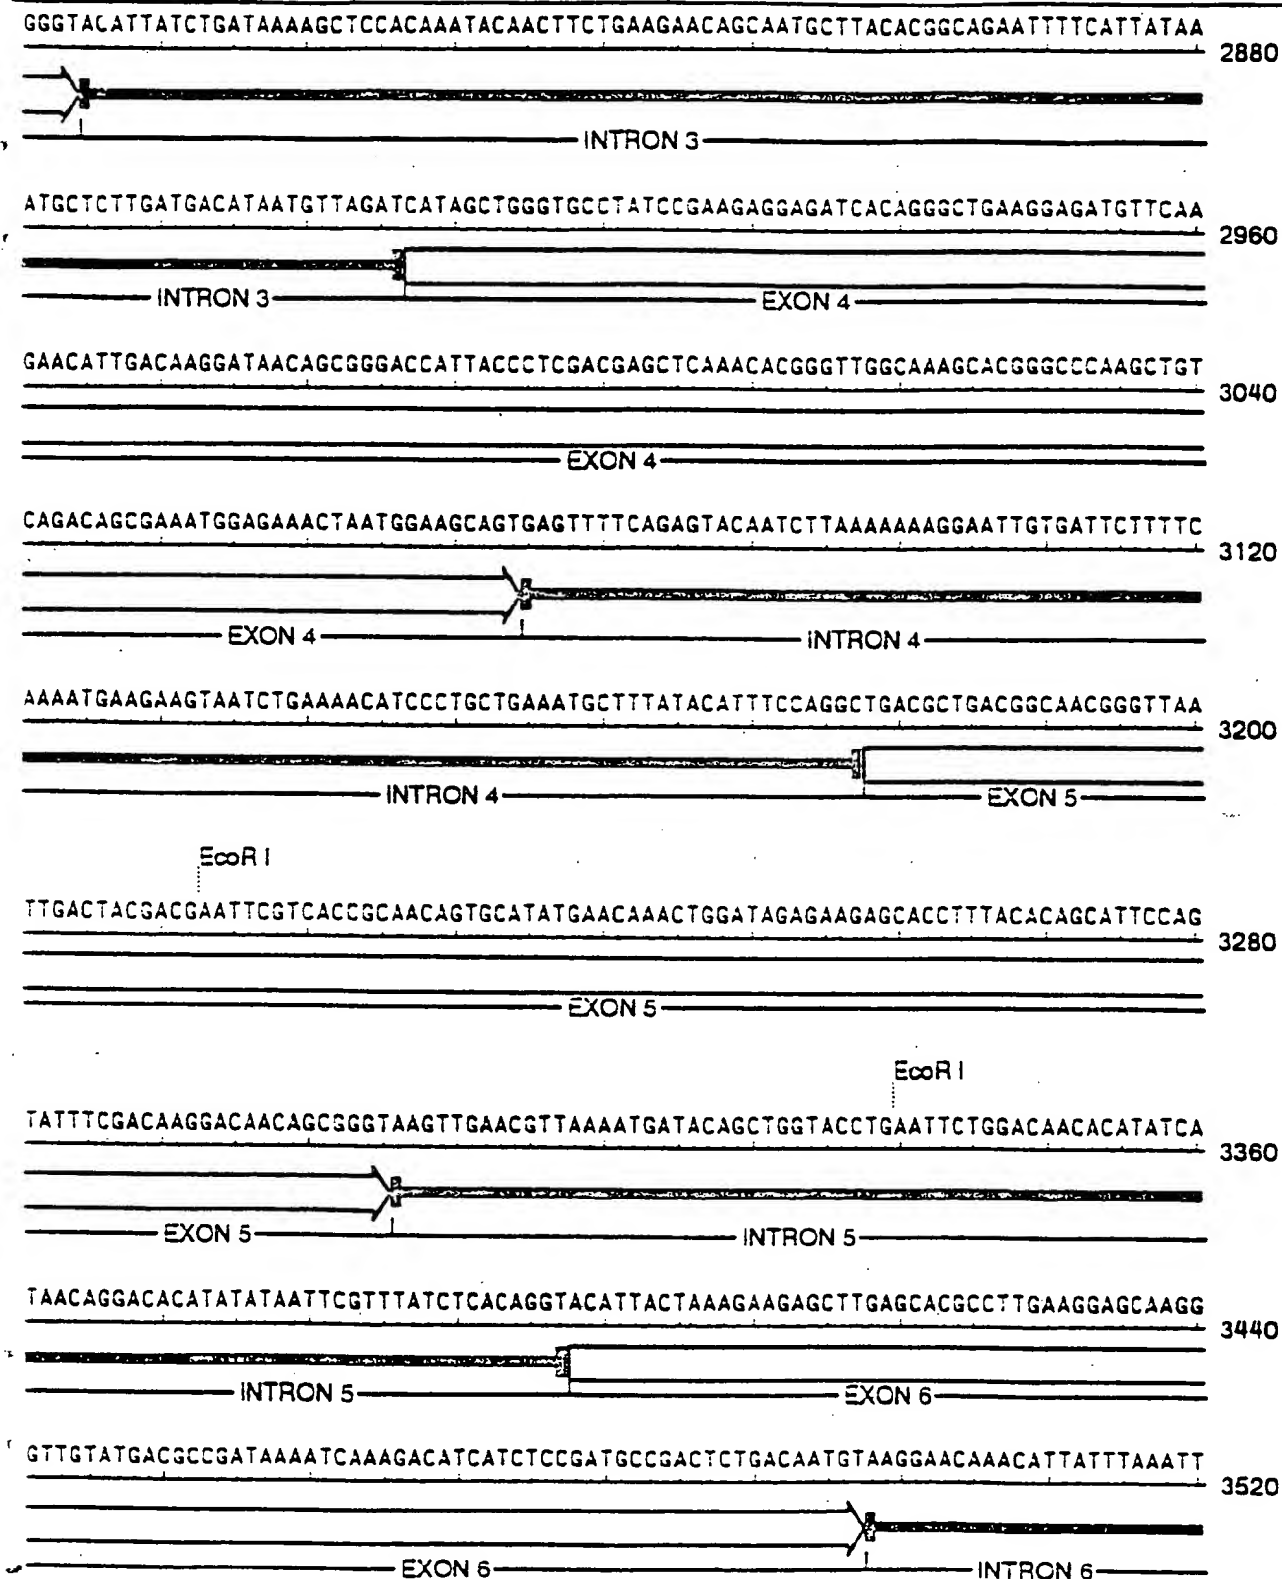 GGGTACATTATCTGATAAAAGCTCCACAAATACAACTTCTGAAGAACAGCAATGCTTACACGGCAGAATTTTCATTATAA
2880
INTRON 3
ATGCTCTTGATGACATAATGTTAGATCATAGCTGGGTGCCTATCCGAAGAGGAGATCACAGGGCTGAAGGAGATGTTCAA
2960
INTRON 3 EXON 4
GAACATTGACAAGGATAACAGCGGGACCATTACCCTCGACGAGCTCAAACACGGGTTGGCAAAGCACGGGCCCAAGCTGT
3040
EXON 4
CAGACAGCGAAATGGAGAAACTAATGGAAGCAGTGAGTTTTCAGAGTACAATCTTAAAAAAAGGAATTGTGATTCTTTTC
3120
EXON 4 INTRON 4
AAAATGAAGAAGTAATCTGAAAACATCCCTGCTGAAATGCTTTATACATTTCCAGGCTGACGCTGACGGCAACGGGTTAA
3200
INTRON 4 EXON 5
EcoR I
TTGACTACGACGAATTCGTCACCGCAACAGTGCATATGAACAAACTGGATAGAGAAGAGCACCTTTACACAGCATTCCAG
3280
EXON 5
EcoR I
TATTTCGACAAGGACAACAGCGGGTAAGTTGAACGTTAAAATGATACAGCTGGTACCTGAATTCTGGACAACACATATCA
3360
EXON 5 INTRON 5
TAACAGGACACATATATAATTCGTTTATCTCACAGGTACATTACTAAAGAAGAGCTTGAGCACGCCTTGAAGGAGCAAGG
3440
INTRON 5 EXON 6
GTTGTATGACGCCGATAAAATCAAAGACATCATCTCCGATGCCGACTCTGACAATGTAAGGAACAAACATTATTTAAATT
3520
EXON 6 INTRON 6